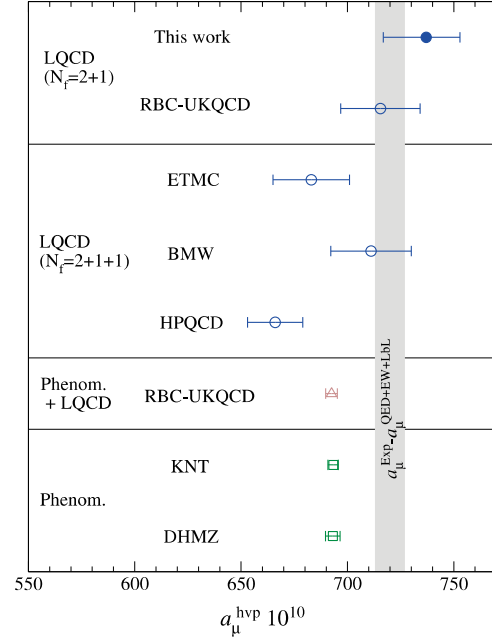 This work
LQCD
(N_f=2+1)
RBC-UKQCD
ETMC
LQCD
(N_f=2+1+1)
BMW
HPQCD
Phenom.
+ LQCD
RBC-UKQCD
a_μ^Exp-a_μ^QED+EW+LbL
KNT
Phenom.
DHMZ
550 600 650 700 750
a_μ^hvp 10^10